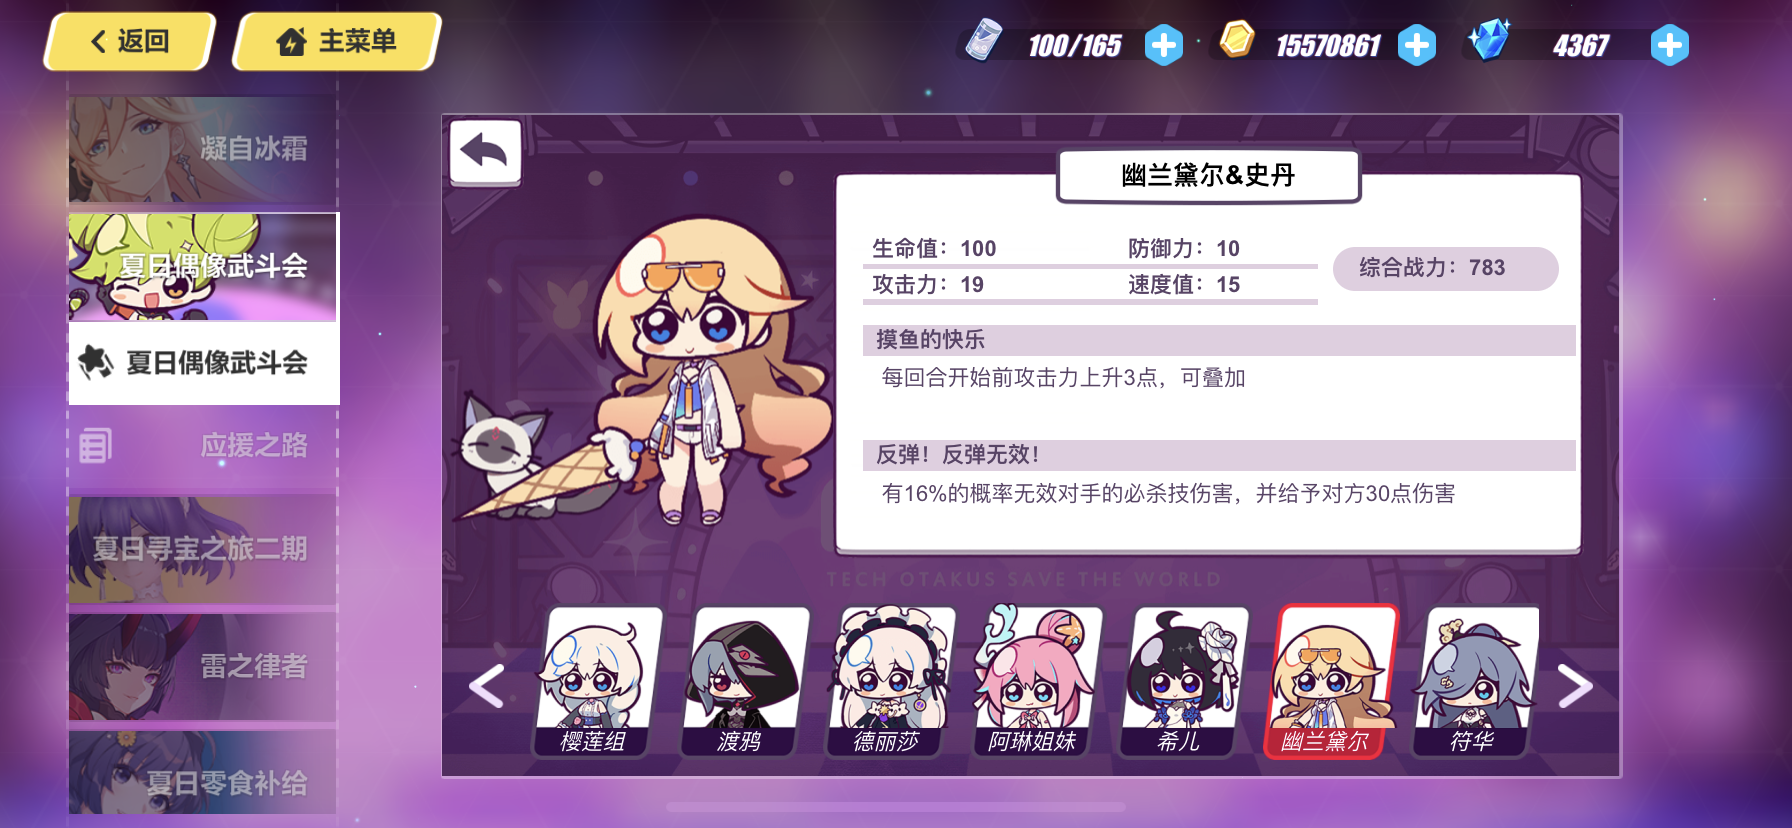 返回
主菜单
100/165
15570861
4367
凝自冰霜
夏日偶像武斗会
夏日偶像武斗会
应援之路
夏日寻宝之旅二期
雷之律者
夏日零食补给
幽兰黛尔&史丹
生命值：100
防御力：10
攻击力：19
速度值：15
综合战力：783
摸鱼的快乐
每回合开始前攻击力上升3点，可叠加
反弹！反弹无效！
有16%的概率无效对手的必杀技伤害，并给予对方30点伤害
TECH OTAKUS SAVE THE WORLD
樱莲组
渡鸦
德丽莎
阿琳姐妹
希儿
幽兰黛尔
符华